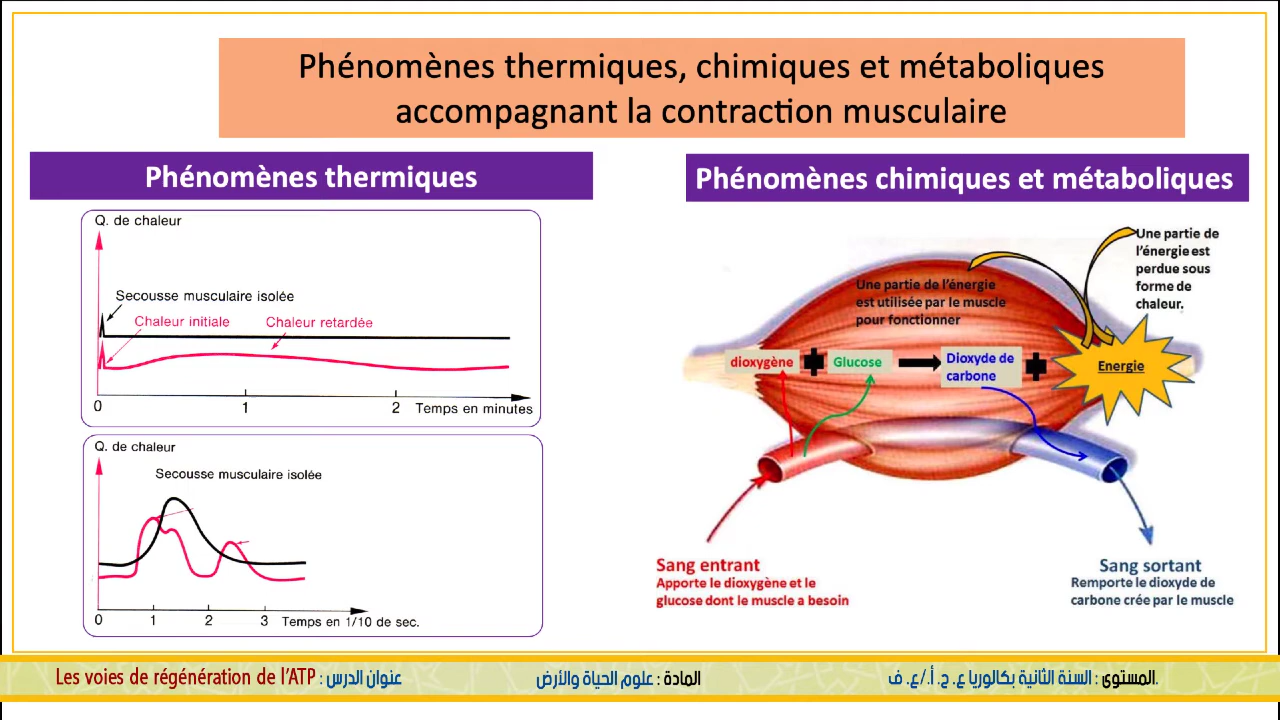 Phénomènes thermiques, chimiques et métaboliques
accompagnant la contraction musculaire
Phénomènes thermiques
Q. de chaleur
Secousse musculaire isolée
Chaleur initiale
Chaleur retardée
0 1 2 Temps en minutes
Q. de chaleur
Secousse musculaire isolée
0 1 2 3 Temps en 1/10 de sec.
Phénomènes chimiques et métaboliques
Une partie de
l'énergie est
perdue sous
forme de
chaleur.
Une partie de l'énergie
est utilisée par le muscle
pour fonctionner
dioxygène
Glucose
Dioxyde de
carbone
Energie
Sang entrant
Apporte le dioxygène et le
glucose dont le muscle a besoin
Sang sortant
Remporte le dioxyde de
carbone crée par le muscle
عنوان الدرس : Les voies de régénération de l'ATP
المادة : علوم الحياة والأرض
المستوى : السنة الثانية بكالوريا ع. ح. أ./ع. ف.